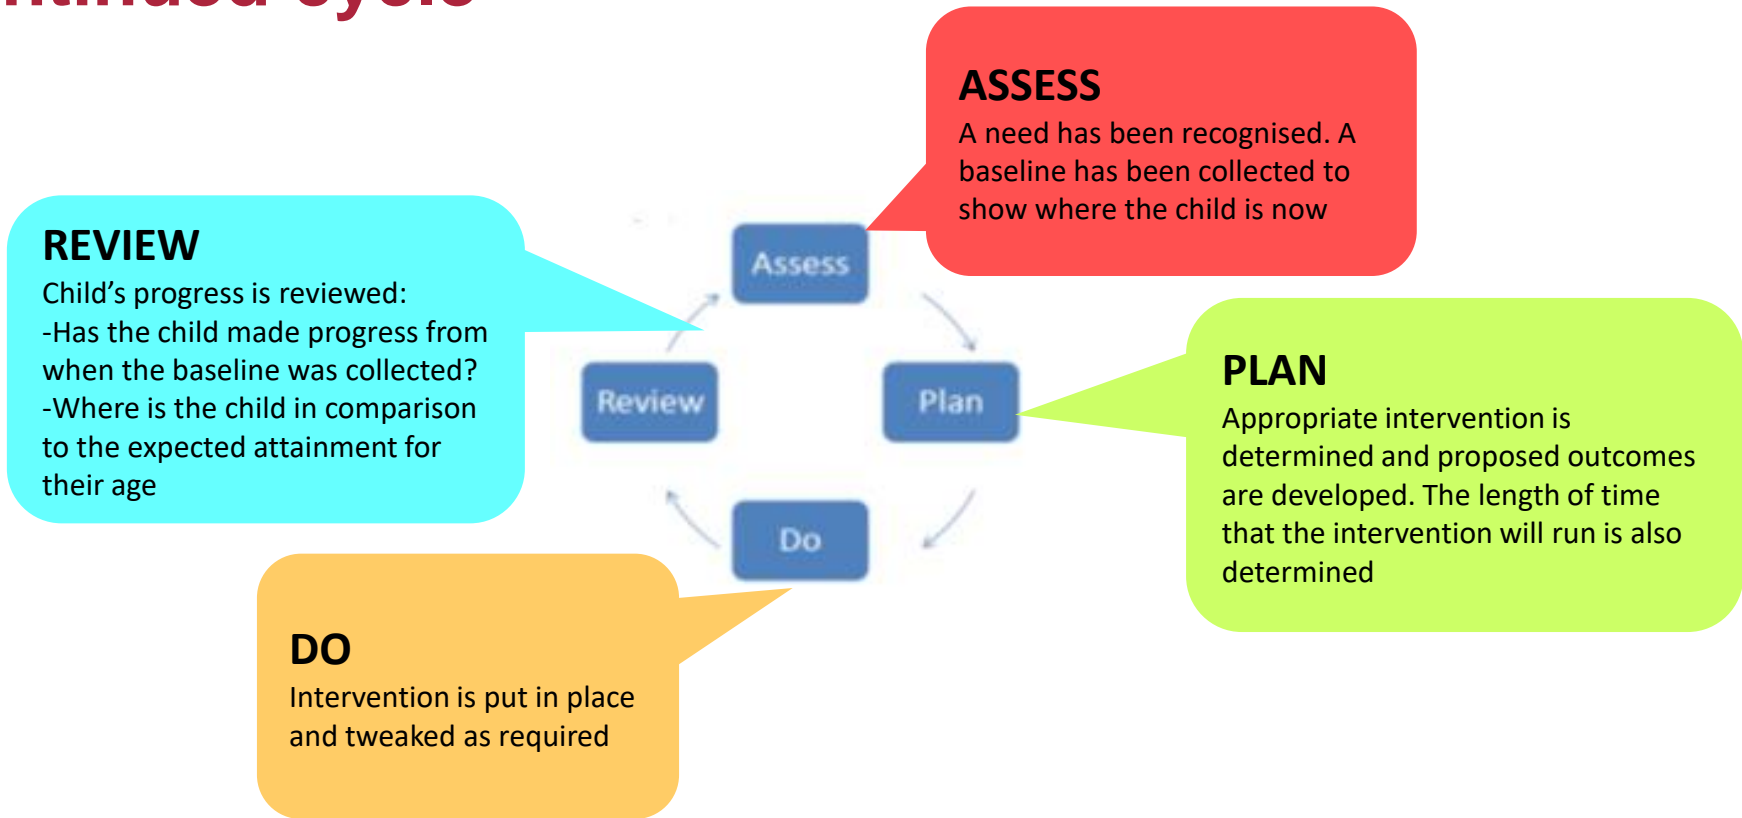 ASSESS
A need has been recognised. A
baseline has been collected to
show where the child is now
REVIEW
Child’s progress is reviewed:
-Has the child made progress from
when the baseline was collected?
-Where is the child in comparison
to the expected attainment for
their age
Assess
Review
Plan
Do
PLAN
Appropriate intervention is
determined and proposed outcomes
are developed. The length of time
that the intervention will run is also
determined
DO
Intervention is put in place
and tweaked as required